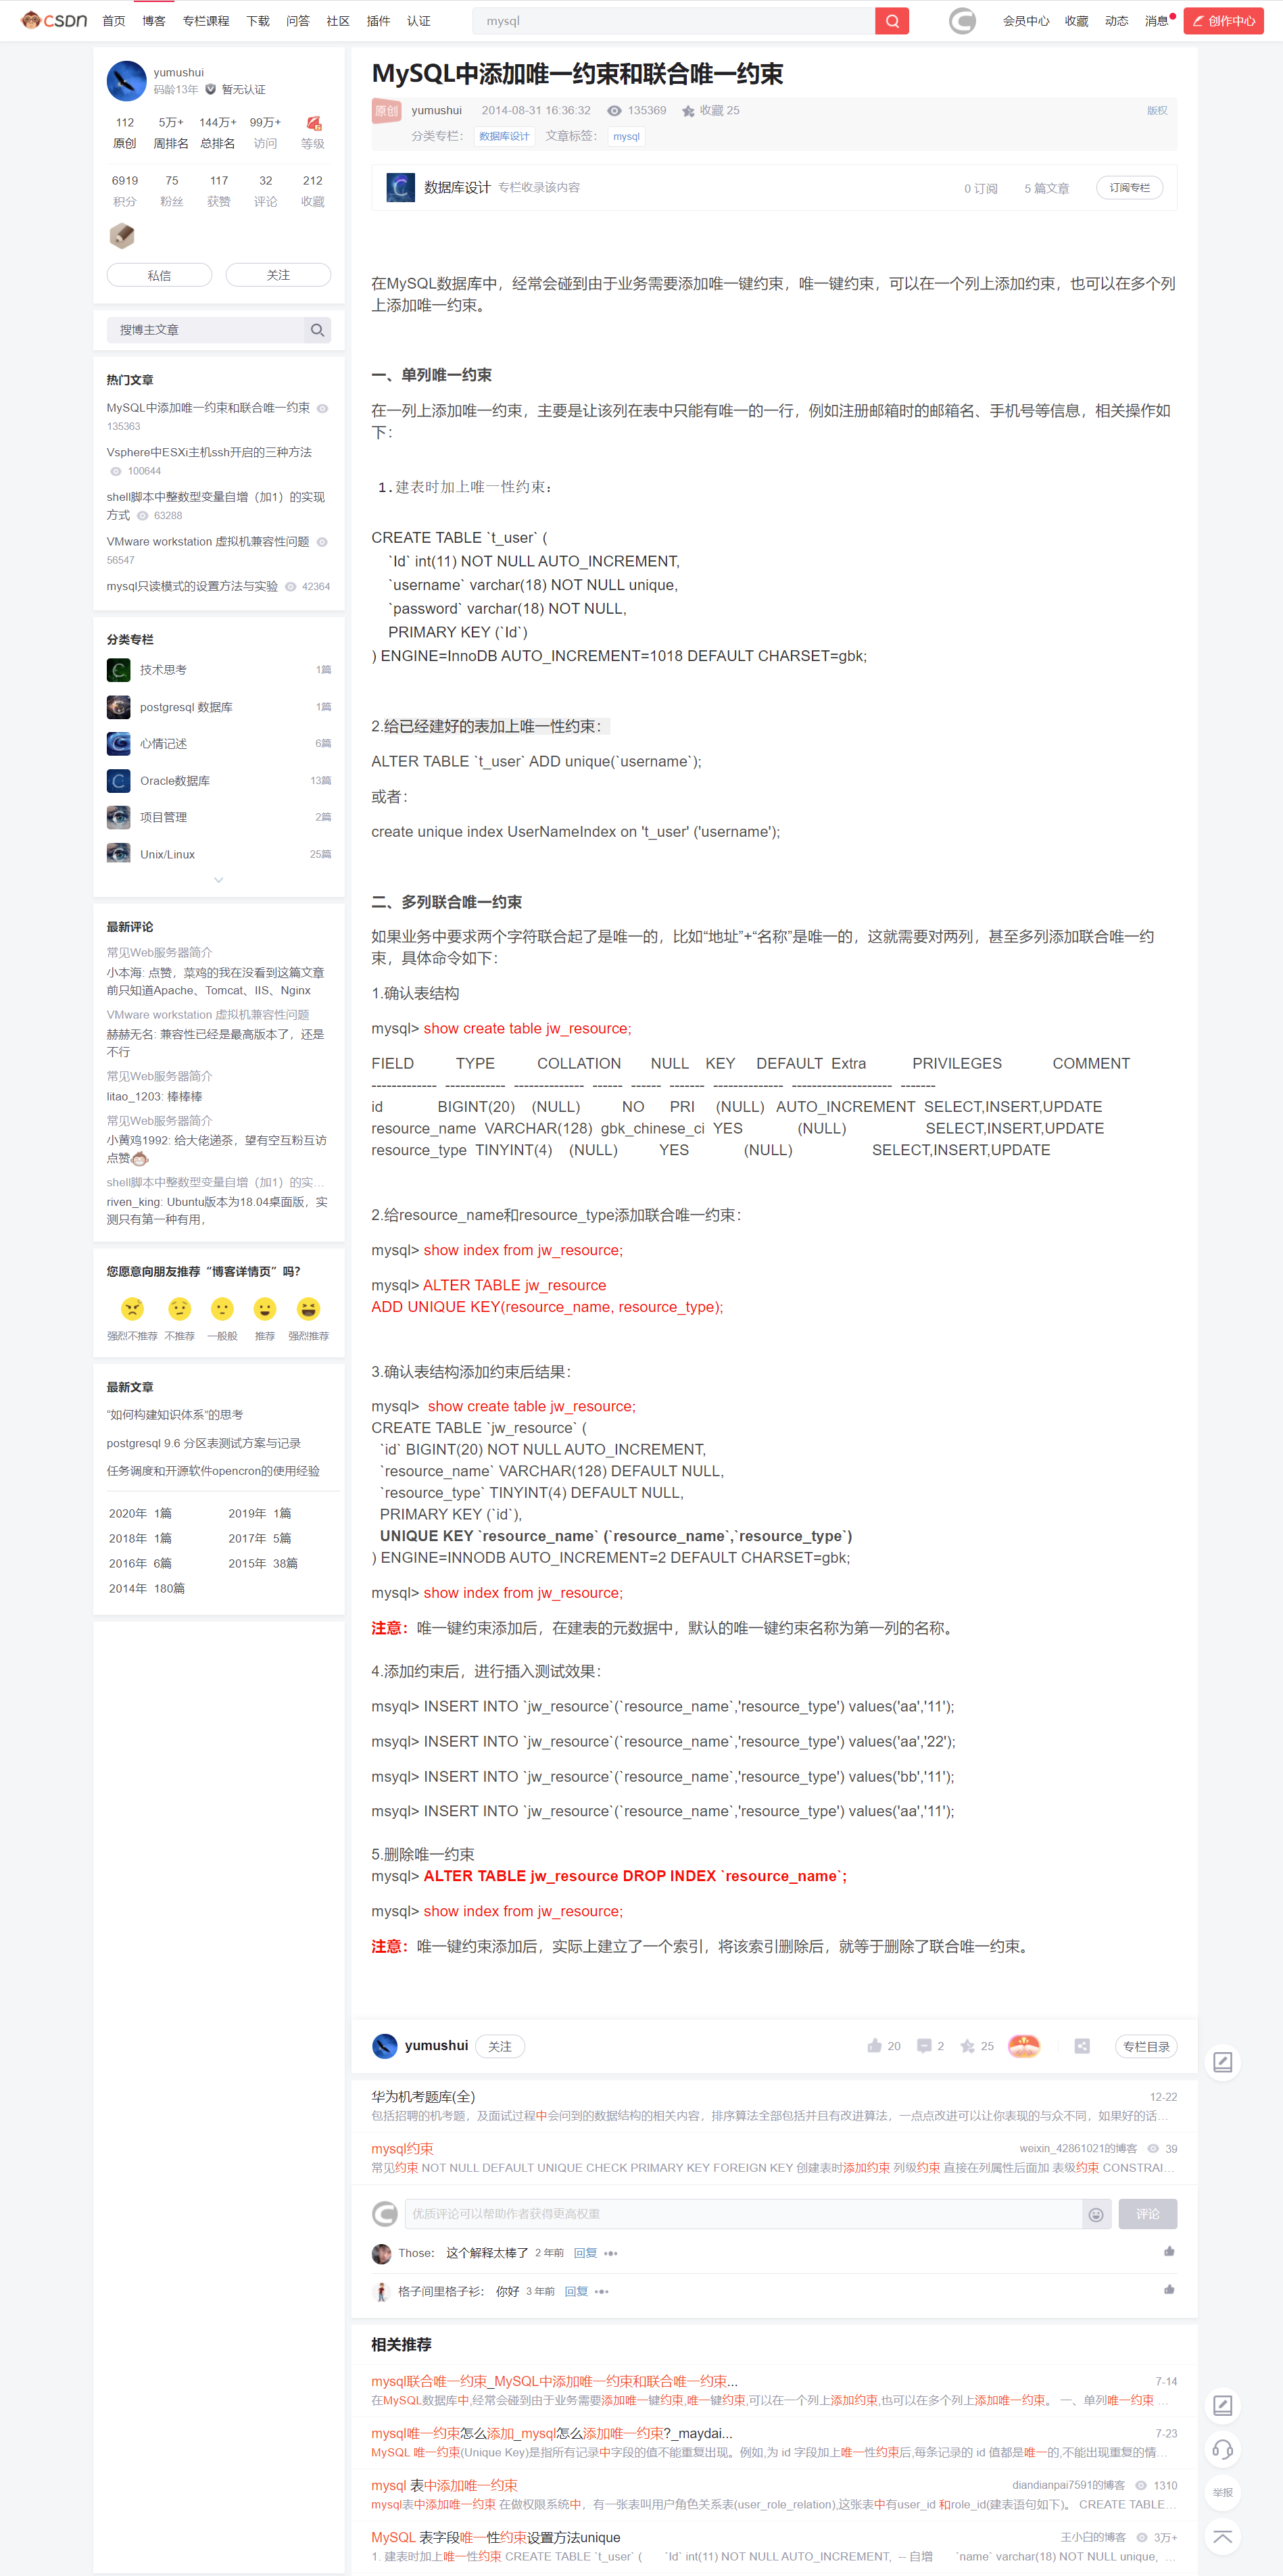 CSDN 首页 博客 专栏课程 下载 问答 社区 插件 认证 mysql 会员中心 收藏 动态 消息 创作中心
yumushui
码龄13年 暂无认证
112 5万+ 144万+ 99万+
原创 周排名 总排名 访问 等级
6919 75 117 32 212
积分 粉丝 获赞 评论 收藏
私信 关注
搜博主文章
热门文章
MySQL中添加唯一约束和联合唯一约束
135363
Vsphere中ESXi主机ssh开启的三种方法
100644
shell脚本中整数型变量自增（加1）的实现
方式 63288
VMware workstation 虚拟机兼容性问题
56547
mysql只读模式的设置方法与实验 42364
分类专栏
技术思考 1篇
postgresql 数据库 1篇
心情记述 6篇
Oracle数据库 13篇
项目管理 2篇
Unix/Linux 25篇
最新评论
常见Web服务器简介
小本海: 点赞，菜鸡的我在没看到这篇文章
前只知道Apache、Tomcat、IIS、Nginx
VMware workstation 虚拟机兼容性问题
赫赫无名: 兼容性已经是最高版本了，还是
不行
常见Web服务器简介
litao_1203: 棒棒棒
常见Web服务器简介
小黄鸡1992: 给大佬递茶，望有空互粉互访
点赞
shell脚本中整数型变量自增（加1）的实…
riven_king: Ubuntu版本为18.04桌面版，实
测只有第一种有用，
您愿意向朋友推荐“博客详情页”吗？
强烈不推荐 不推荐 一般般 推荐 强烈推荐
最新文章
“如何构建知识体系”的思考
postgresql 9.6 分区表测试方案与记录
任务调度和开源软件opencron的使用经验
2020年 1篇 2019年 1篇
2018年 1篇 2017年 5篇
2016年 6篇 2015年 38篇
2014年 180篇
MySQL中添加唯一约束和联合唯一约束
原创 yumushui 2014-08-31 16:36:32 135369 收藏 25 版权
分类专栏： 数据库设计 文章标签： mysql
数据库设计 专栏收录该内容 0 订阅 5 篇文章 订阅专栏
在MySQL数据库中，经常会碰到由于业务需要添加唯一键约束，唯一键约束，可以在一个列上添加约束，也可以在多个列
上添加唯一约束。
一、单列唯一约束
在一列上添加唯一约束，主要是让该列在表中只能有唯一的一行，例如注册邮箱时的邮箱名、手机号等信息，相关操作如
下：
1.建表时加上唯一性约束：
CREATE TABLE `t_user` (
`Id` int(11) NOT NULL AUTO_INCREMENT,
`username` varchar(18) NOT NULL unique,
`password` varchar(18) NOT NULL,
PRIMARY KEY (`Id`)
) ENGINE=InnoDB AUTO_INCREMENT=1018 DEFAULT CHARSET=gbk;
2.给已经建好的表加上唯一性约束：
ALTER TABLE `t_user` ADD unique(`username`);
或者：
create unique index UserNameIndex on 't_user' ('username');
二、多列联合唯一约束
如果业务中要求两个字符联合起了是唯一的，比如“地址”+“名称”是唯一的，这就需要对两列，甚至多列添加联合唯一约
束，具体命令如下：
1.确认表结构
mysql> show create table jw_resource;
FIELD TYPE COLLATION NULL KEY DEFAULT Extra PRIVILEGES COMMENT
------------- ------------ -------------- ------ ------ ------- -------------- -------------------- -------
id BIGINT(20) (NULL) NO PRI (NULL) AUTO_INCREMENT SELECT,INSERT,UPDATE
resource_name VARCHAR(128) gbk_chinese_ci YES (NULL) SELECT,INSERT,UPDATE
resource_type TINYINT(4) (NULL) YES (NULL) SELECT,INSERT,UPDATE
2.给resource_name和resource_type添加联合唯一约束：
mysql> show index from jw_resource;
mysql> ALTER TABLE jw_resource
ADD UNIQUE KEY(resource_name, resource_type);
3.确认表结构添加约束后结果：
mysql> show create table jw_resource;
CREATE TABLE `jw_resource` (
`id` BIGINT(20) NOT NULL AUTO_INCREMENT,
`resource_name` VARCHAR(128) DEFAULT NULL,
`resource_type` TINYINT(4) DEFAULT NULL,
PRIMARY KEY (`id`),
UNIQUE KEY `resource_name` (`resource_name`,`resource_type`)
) ENGINE=INNODB AUTO_INCREMENT=2 DEFAULT CHARSET=gbk;
mysql> show index from jw_resource;
注意：唯一键约束添加后，在建表的元数据中，默认的唯一键约束名称为第一列的名称。
4.添加约束后，进行插入测试效果：
msyql> INSERT INTO `jw_resource`(`resource_name`,'resource_type') values('aa','11');
msyql> INSERT INTO `jw_resource`(`resource_name`,'resource_type') values('aa','22');
msyql> INSERT INTO `jw_resource`(`resource_name`,'resource_type') values('bb','11');
msyql> INSERT INTO `jw_resource`(`resource_name`,'resource_type') values('aa','11');
5.删除唯一约束
mysql> ALTER TABLE jw_resource DROP INDEX `resource_name`;
mysql> show index from jw_resource;
注意：唯一键约束添加后，实际上建立了一个索引，将该索引删除后，就等于删除了联合唯一约束。
yumushui 关注 20 2 25 专栏目录
华为机考题库(全) 12-22
包括招聘的机考题，及面试过程中会问到的数据结构的相关内容，排序算法全部包括并且有改进算法，一点点改进可以让你表现的与众不同，如果好的话…
mysql约束 weixin_42861021的博客 39
常见约束 NOT NULL DEFAULT UNIQUE CHECK PRIMARY KEY FOREIGN KEY 创建表时添加约束 列级约束 直接在列属性后面加 表级约束 CONSTRAI…
优质评论可以帮助作者获得更高权重 评论
Those： 这个解释太棒了 2 年前 回复
格子间里格子衫： 你好 3 年前 回复
相关推荐
mysql联合唯一约束_MySQL中添加唯一约束和联合唯一约束... 7-14
在MySQL数据库中,经常会碰到由于业务需要添加唯一键约束,唯一键约束,可以在一个列上添加约束,也可以在多个列上添加唯一约束。 一、单列唯一约束 …
mysql唯一约束怎么添加_mysql怎么添加唯一约束?_maydai... 7-23
MySQL 唯一约束(Unique Key)是指所有记录中字段的值不能重复出现。例如,为 id 字段加上唯一性约束后,每条记录的 id 值都是唯一的,不能出现重复的情…
mysql 表中添加唯一约束 diandianpai7591的博客 1310
mysql表中添加唯一约束 在做权限系统中，有一张表叫用户角色关系表(user_role_relation),这张表中有user_id 和role_id(建表语句如下)。 CREATE TABLE…
MySQL 表字段唯一性约束设置方法unique 王小白的博客 3万+
1. 建表时加上唯一性约束 CREATE TABLE `t_user` ( `Id` int(11) NOT NULL AUTO_INCREMENT, -- 自增 `name` varchar(18) NOT NULL unique, …
举报